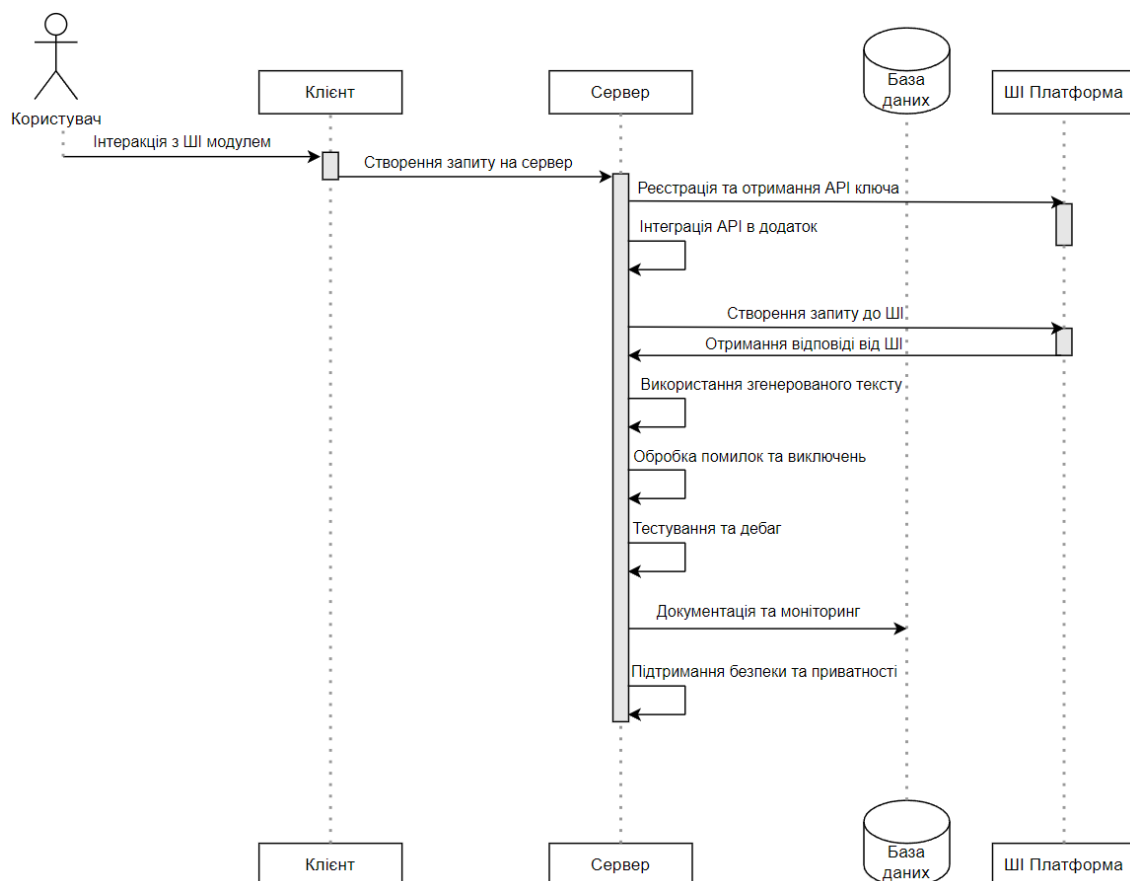 База
даних
Клієнт
Сервер
ШІ Платформа
Користувач
Інтеракція з ШІ модулем
Створення запиту на сервер
Реєстрація та отримання API ключа
Інтеграція API в додаток
Створення запиту до ШІ
Отримання відповіді від ШІ
Використання згенерованого тексту
Обробка помилок та виключень
Тестування та дебаг
Документація та моніторинг
Підтримання безпеки та приватності
Клієнт
Сервер
База
даних
ШІ Платформа